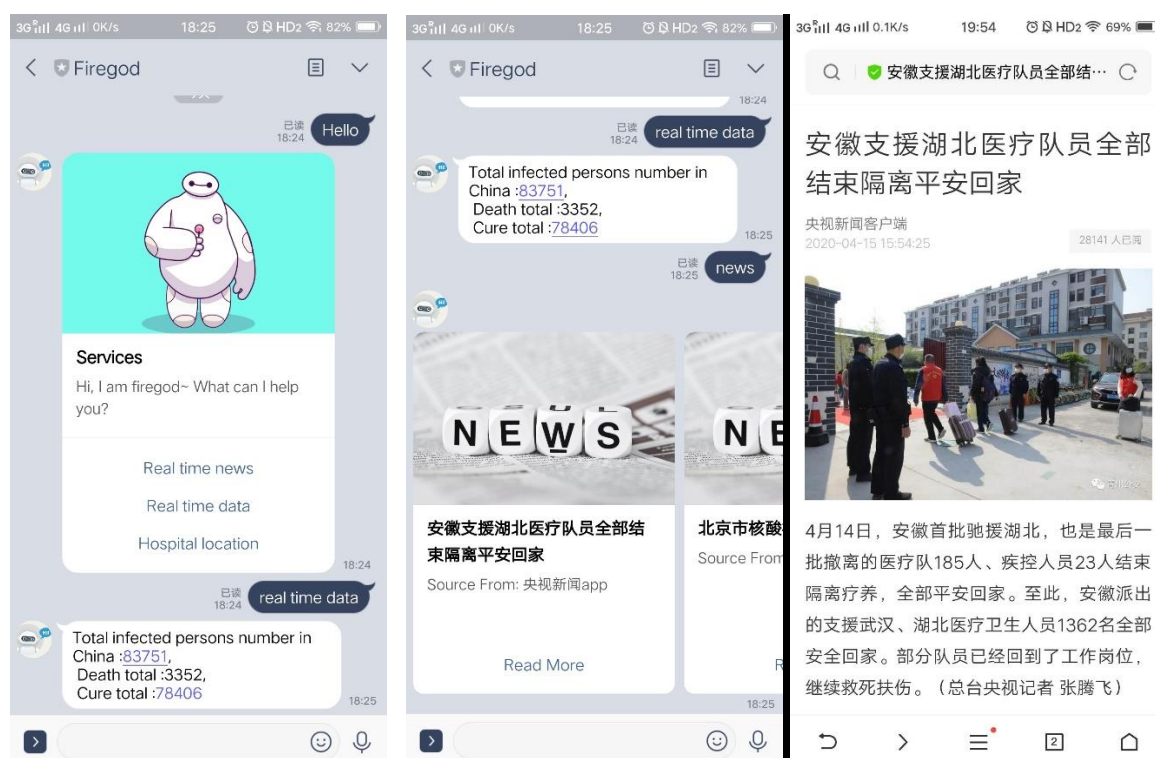 3G R 4G 0K/s 18:25 HD2 82%
Firegod
已读
18:24
Hello
Services
Hi, I am firegod~ What can I help
you?
Real time news
Real time data
Hospital location
18:24
已读
18:24
real time data
Total infected persons number in
China :83751,
Death total :3352,
Cure total :78406
18:25
3G R 4G 0K/s 18:25 HD2 82%
Firegod
18:24
已读
18:24
real time data
Total infected persons number in
China :83751,
Death total :3352,
Cure total :78406
18:25
已读
18:25
news
NEWS
NE
安徽支援湖北医疗队员全部结
束隔离平安回家
Source From: 央视新闻app
Read More
北京市核酸
Source From
R
18:25
3G R 4G 0.1K/s 19:54 HD2 69%
安徽支援湖北医疗队员全部结…
安徽支援湖北医疗队员全部
结束隔离平安回家
央视新闻客户端
2020-04-15 15:54:25
28141 人已阅
4月14日，安徽首批驰援湖北，也是最后一
批撤离的医疗队185人、疾控人员23人结束
隔离疗养，全部平安回家。至此，安徽派出
的支援武汉、湖北医疗卫生人员1362名全部
安全回家。部分队员已经回到了工作岗位，
继续救死扶伤。（总台央视记者 张腾飞）
2